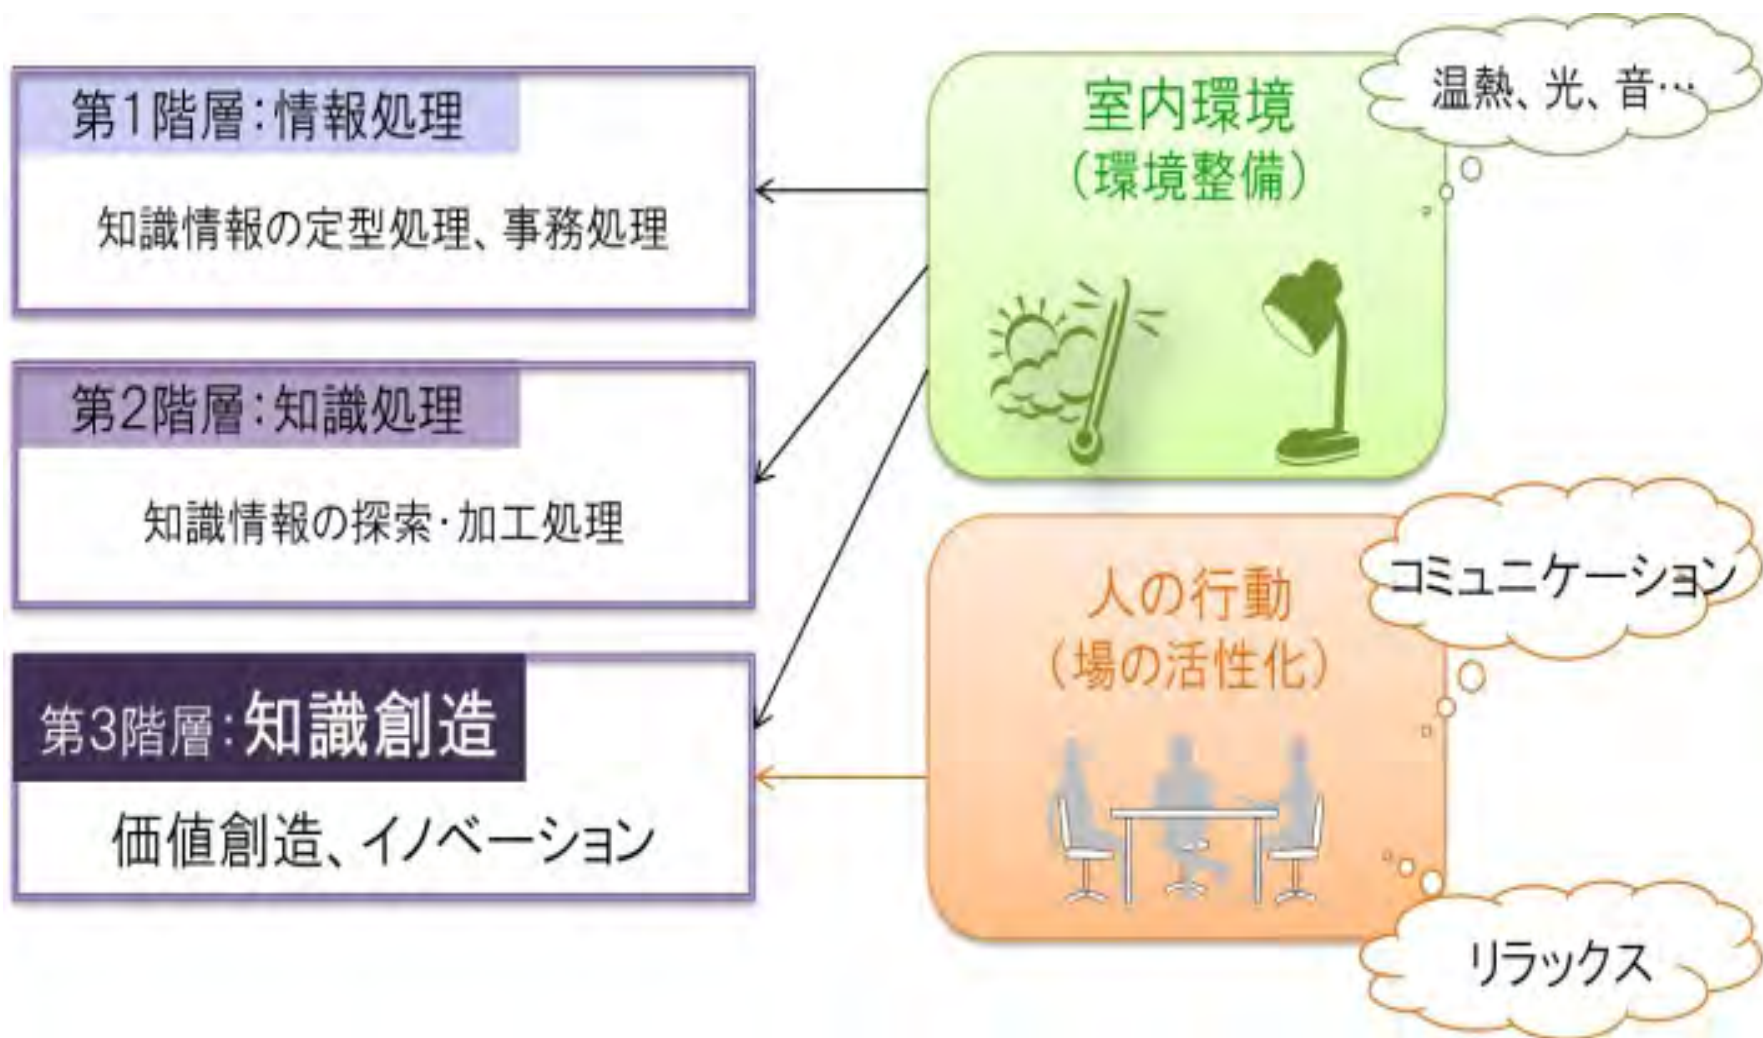 第1階層：情報処理
知識情報の定型処理、事務処理
第2階層：知識処理
知識情報の探索・加工処理
第3階層：知識創造
価値創造、イノベーション
室内環境
（環境整備）
温熱、光、音…
人の行動
（場の活性化）
コミュニケーション
リラックス